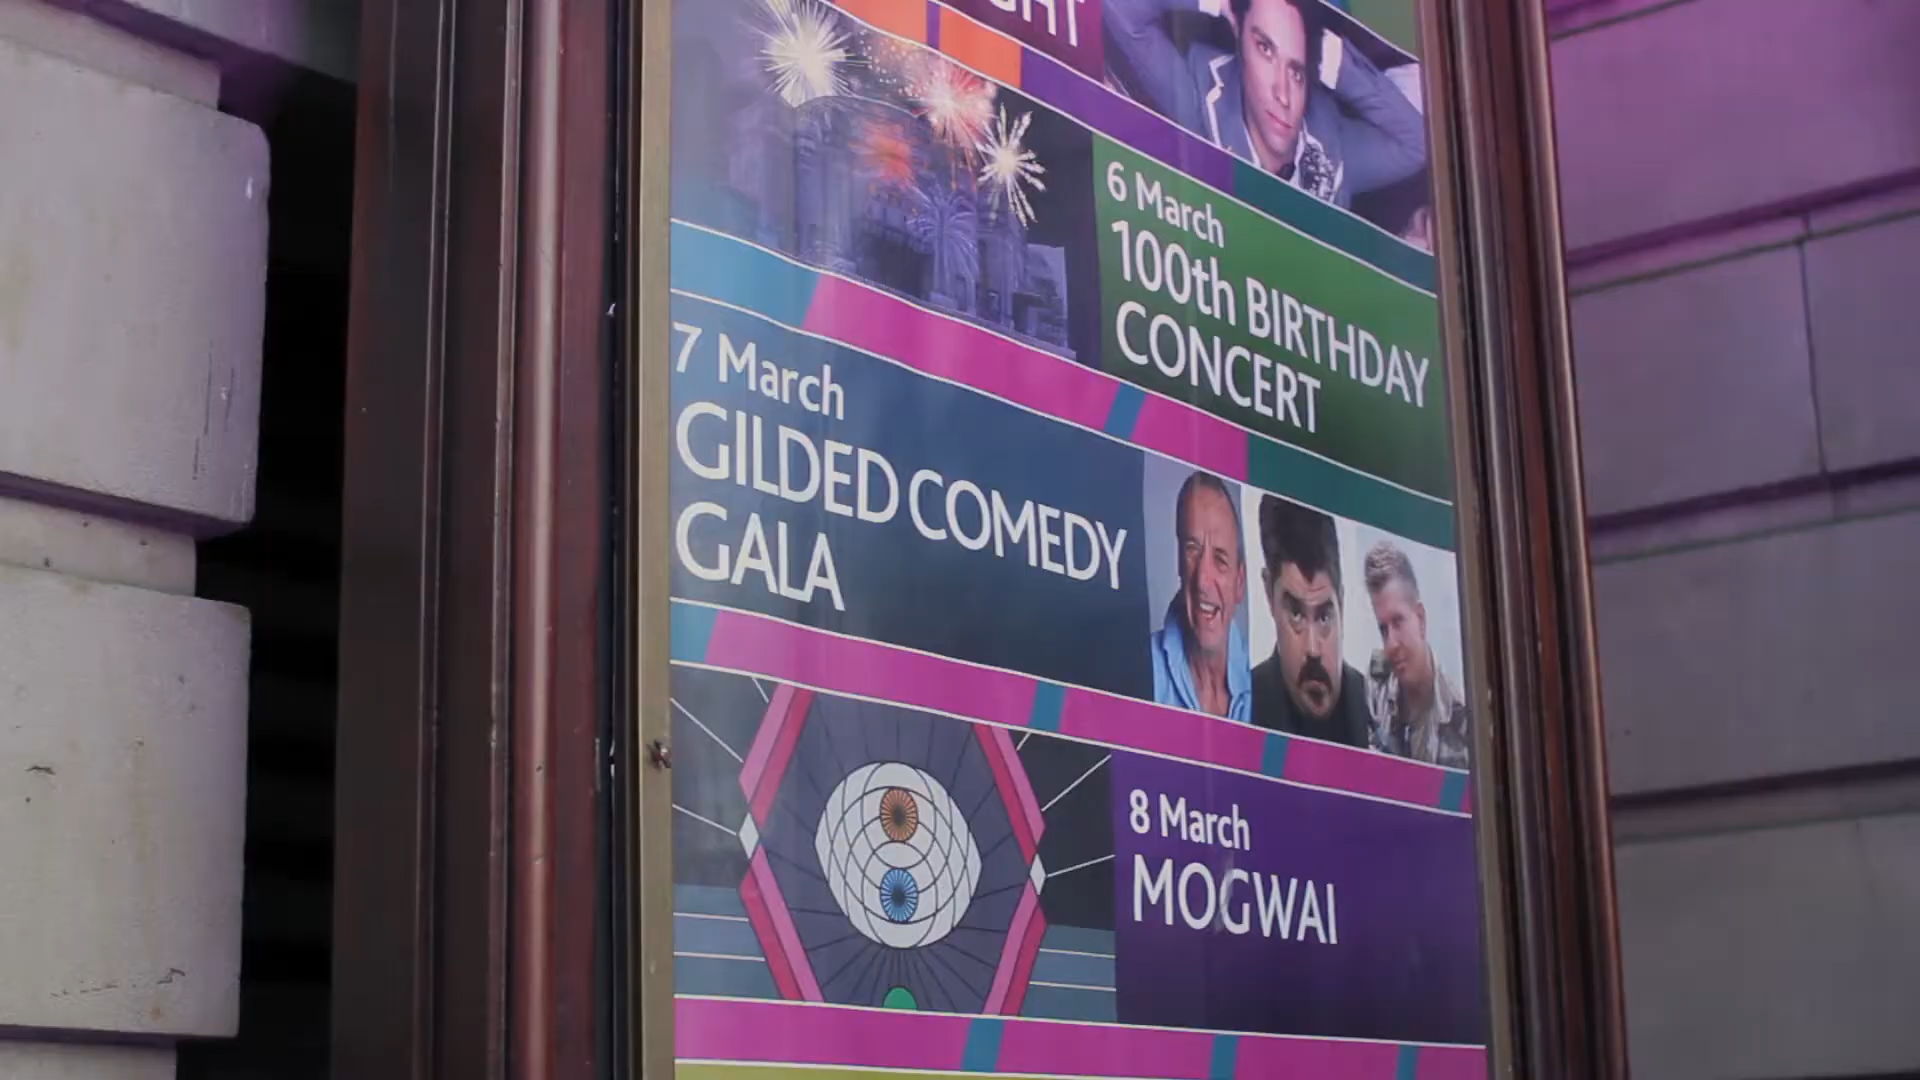 6 March
100th BIRTHDAY
CONCERT
7 March
GILDED COMEDY
GALA
8 March
MOGWAI